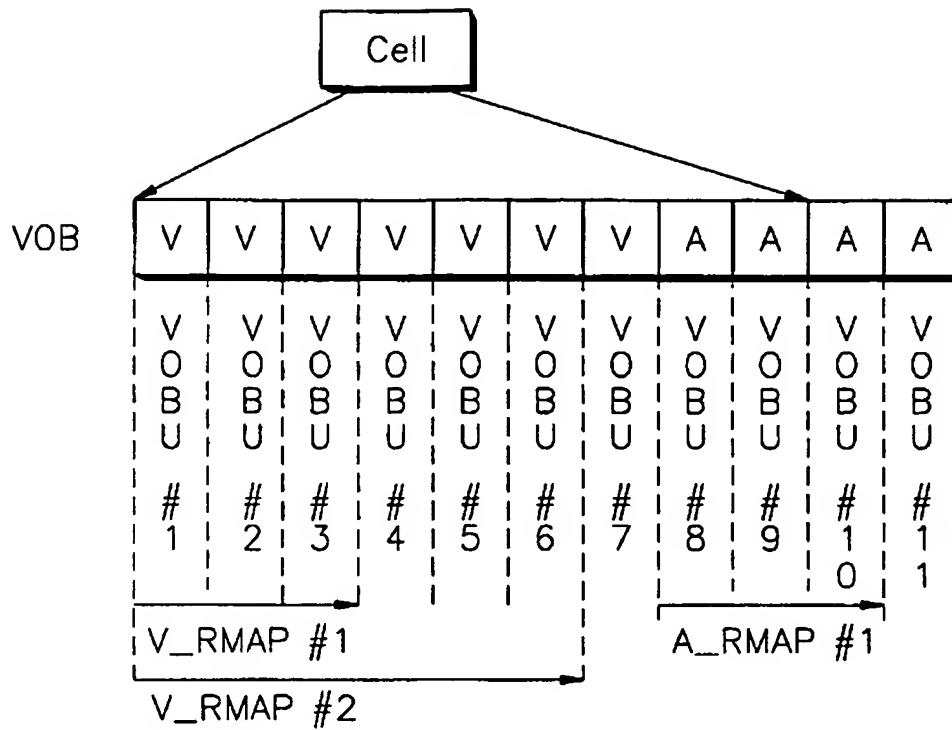 Cell
VOB V V V V V V V A A A A
VOBU #1
VOBU #2
VOBU #3
VOBU #4
VOBU #5
VOBU #6
VOBU #7
VOBU #8
VOBU #9
VOBU #10
VOBU #11
V_RMAP #1
A_RMAP #1
V_RMAP #2